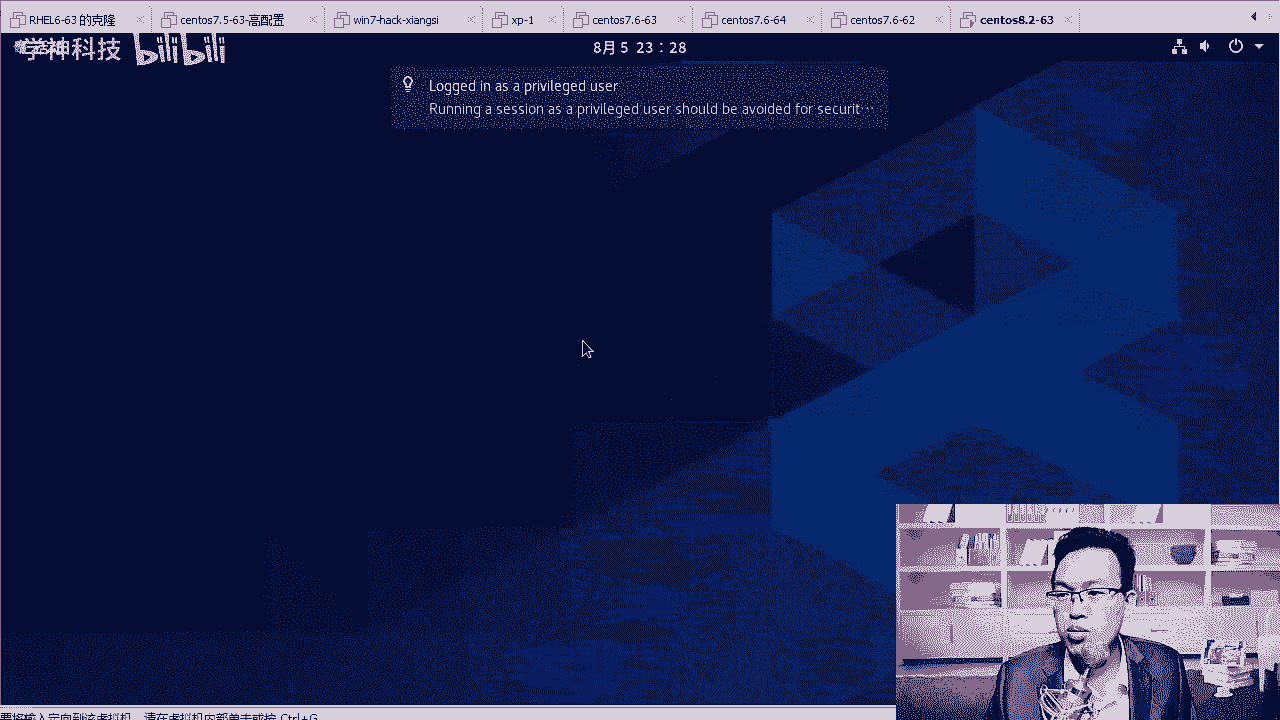 RHEL6-63 的克隆
centos7.5-63-高配置
win7-hack-xiangsi
xp-1
centos7.6-63
centos7.6-64
centos7.6-62
centos8.2-63
学神科技 bilibili
8月 5 23：28
Logged in as a privileged user
Running a session as a privileged user should be avoided for securit…
要将输入定向到该虚拟机，请在虚拟机内部单击或按 Ctrl+G